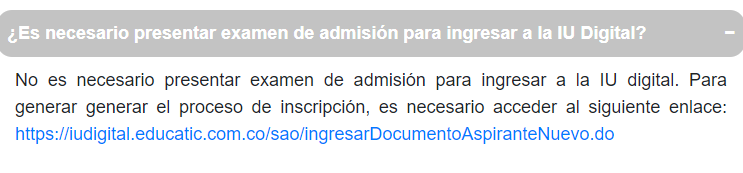 ¿Es necesario presentar examen de admisión para ingresar a la IU Digital? −
No es necesario presentar examen de admisión para ingresar a la IU digital. Para
generar generar el proceso de inscripción, es necesario acceder al siguiente enlace:
https://iudigital.educatic.com.co/sao/ingresarDocumentoAspiranteNuevo.do